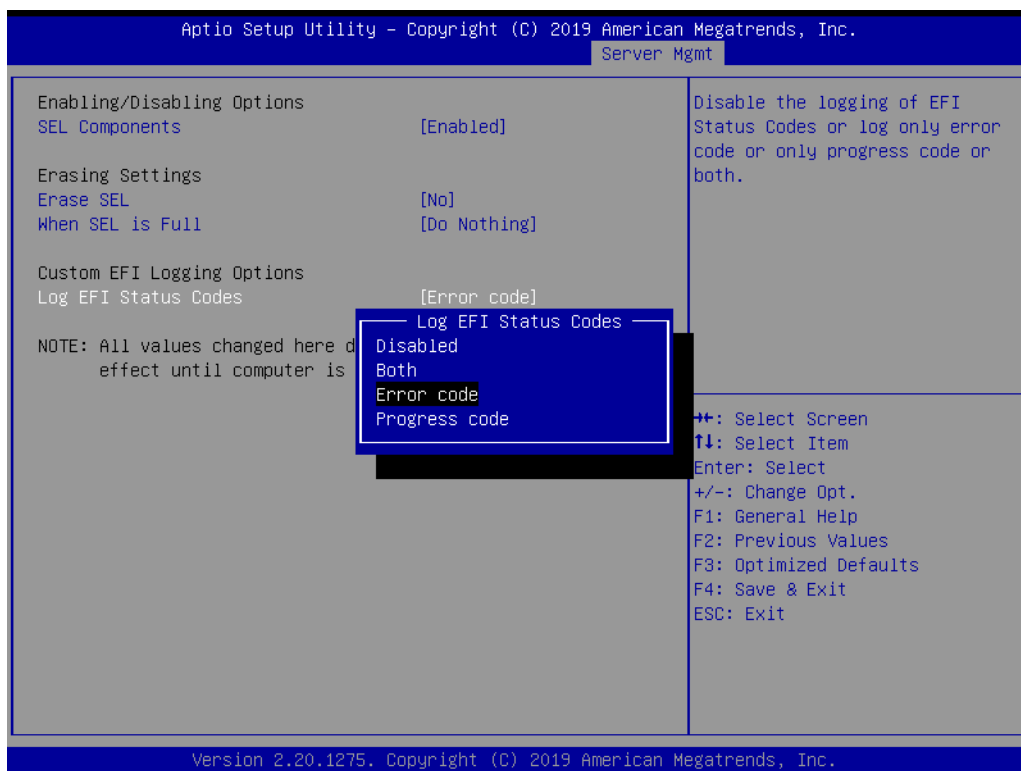 Aptio Setup Utility – Copyright (C) 2019 American Megatrends, Inc.
Server Mgmt
Enabling/Disabling Options
SEL Components [Enabled]
Erasing Settings
Erase SEL [No]
When SEL is Full [Do Nothing]
Custom EFI Logging Options
Log EFI Status Codes [Error code]
NOTE: All values changed here d
effect until computer is
Log EFI Status Codes
Disabled
Both
Error code
Progress code
Disable the logging of EFI
Status Codes or log only error
code or only progress code or
both.
→←: Select Screen
↑↓: Select Item
Enter: Select
+/-: Change Opt.
F1: General Help
F2: Previous Values
F3: Optimized Defaults
F4: Save & Exit
ESC: Exit
Version 2.20.1275. Copyright (C) 2019 American Megatrends, Inc.